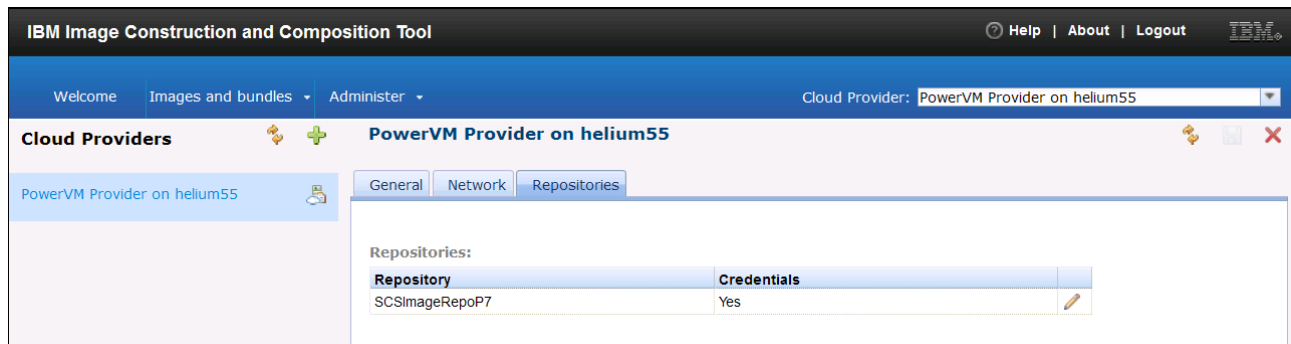 IBM Image Construction and Composition Tool
? Help | About | Logout IBM®
Welcome Images and bundles Administer Cloud Provider: PowerVM Provider on helium55
Cloud Providers PowerVM Provider on helium55
PowerVM Provider on helium55 General Network Repositories
Repositories:
Repository Credentials
SCSImageRepoP7 Yes